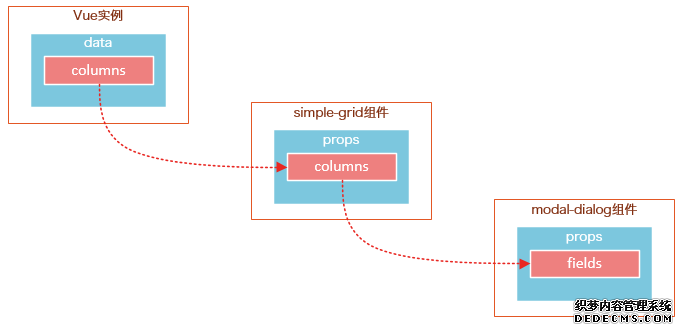 Vue实例
data
columns
simple-grid组件
props
columns
modal-dialog组件
props
fields
织梦内容管理系统
DEDECMS.COM